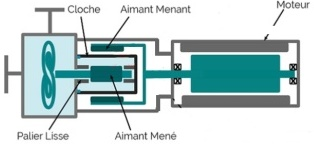 Cloche
Aimant Menant
Moteur
Palier Lisse
Aimant Mené